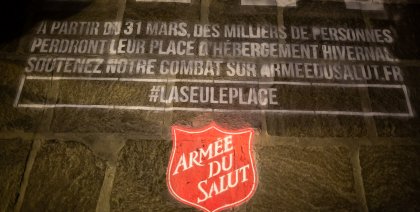 A PARTIR DU 31 MARS, DES MILLIERS DE PERSONNES
PERDRONT LEUR PLACE D'HÉBERGEMENT HIVERNAL.
SOUTENEZ NOTRE COMBAT SUR ARMEEDUSALUT.FR
#LASEULEPLACE
ARMÉE
DU
SALUT